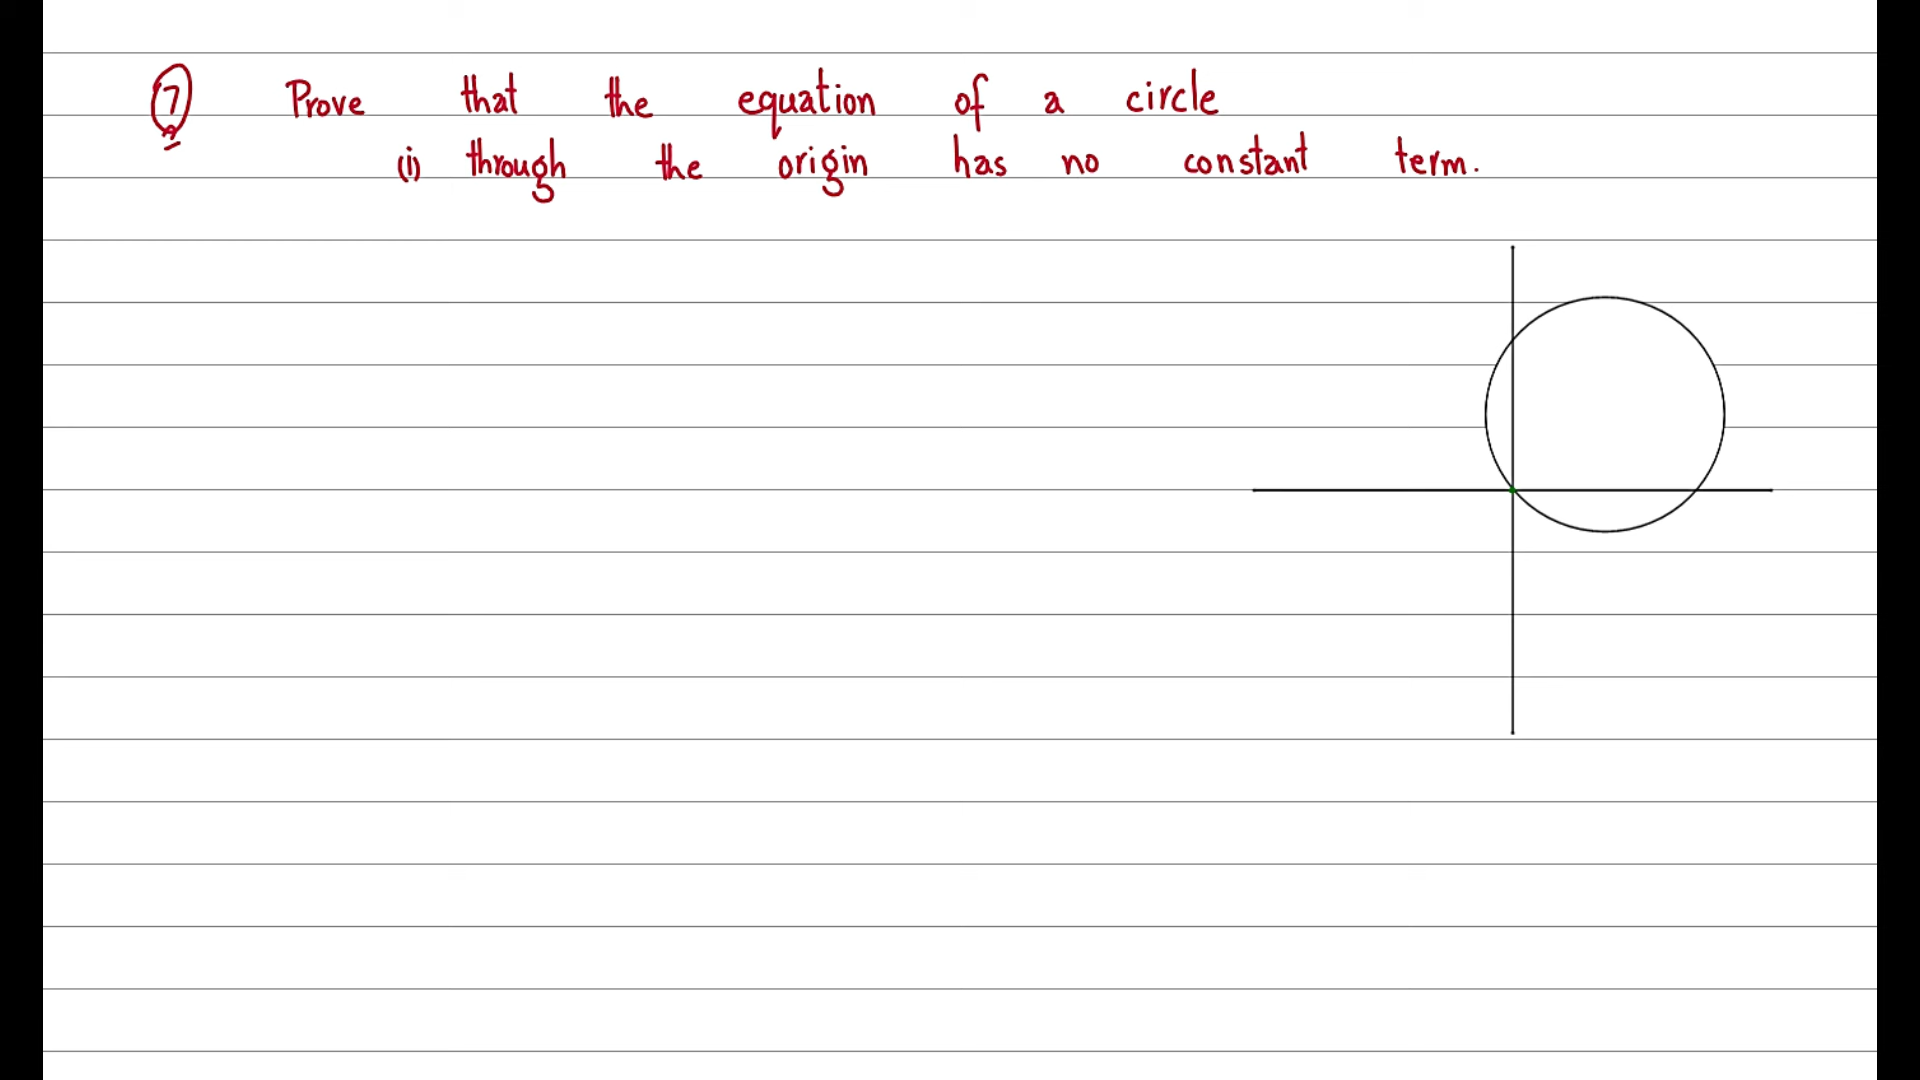 7 Prove that the equation of a circle
(i) through the origin has no constant term.